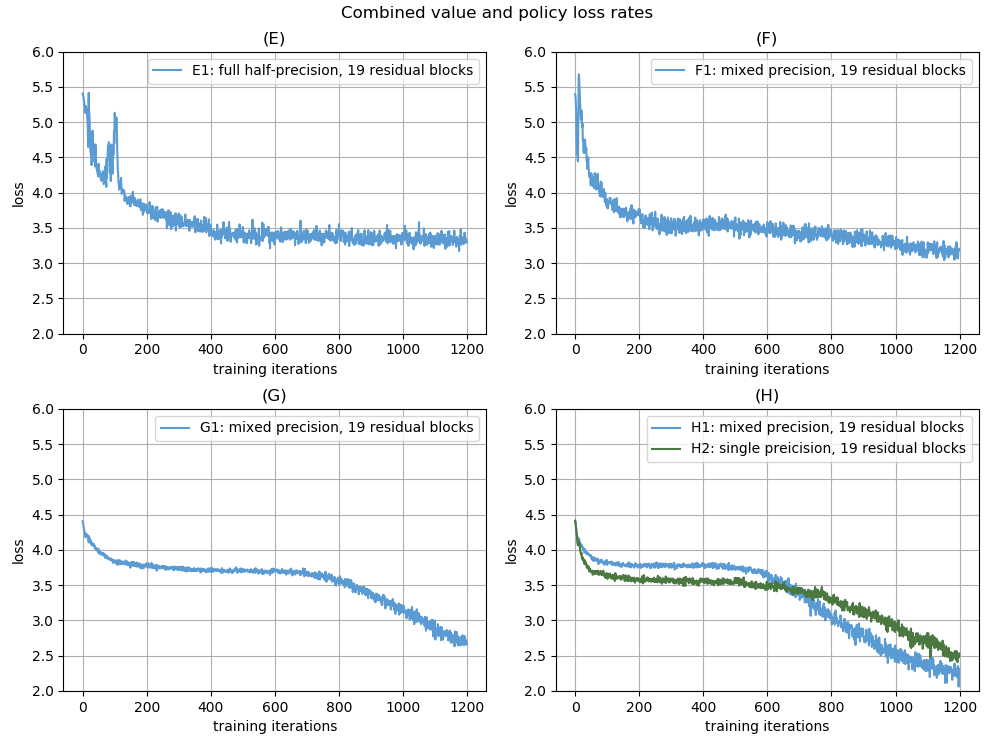 Combined value and policy loss rates
(E)
E1: full half-precision, 19 residual blocks
6.0
5.5
5.0
4.5
4.0
3.5
3.0
2.5
2.0
loss
0 200 400 600 800 1000 1200
training iterations
(F)
F1: mixed precision, 19 residual blocks
6.0
5.5
5.0
4.5
4.0
3.5
3.0
2.5
2.0
loss
0 200 400 600 800 1000 1200
training iterations
(G)
G1: mixed precision, 19 residual blocks
6.0
5.5
5.0
4.5
4.0
3.5
3.0
2.5
2.0
loss
0 200 400 600 800 1000 1200
training iterations
(H)
H1: mixed precision, 19 residual blocks
H2: single preicision, 19 residual blocks
6.0
5.5
5.0
4.5
4.0
3.5
3.0
2.5
2.0
loss
0 200 400 600 800 1000 1200
training iterations